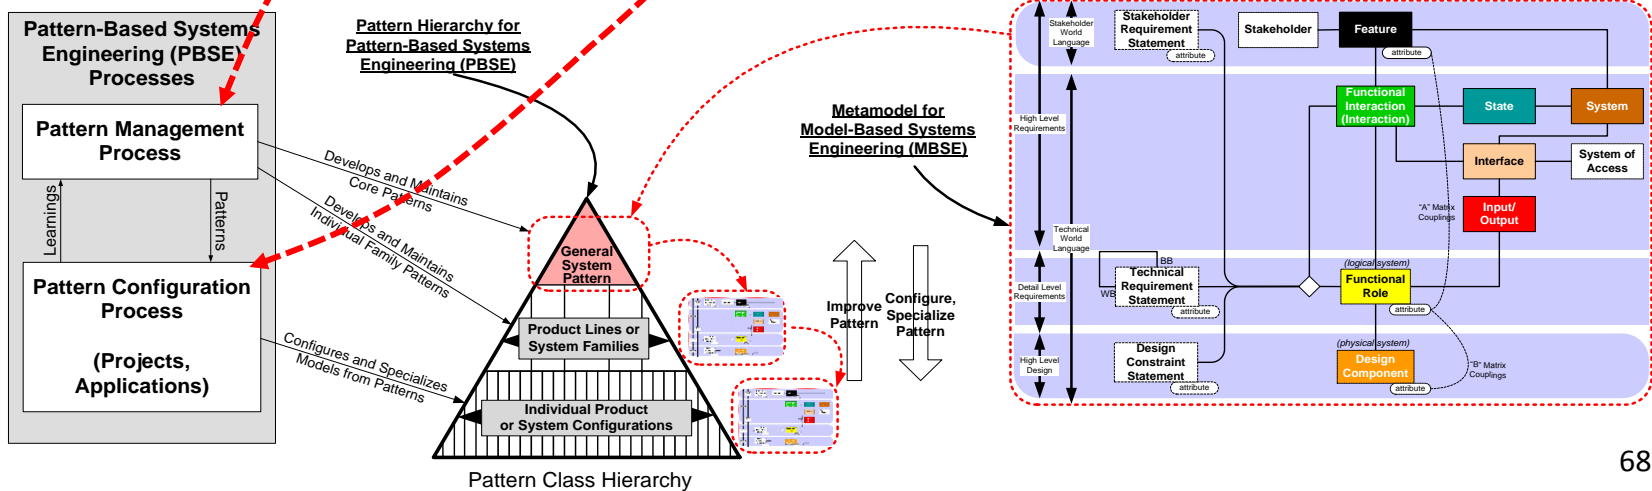 Pattern-Based Systems
Engineering (PBSE)
Processes
Pattern Management
Process
Learnings
Patterns
Pattern Configuration
Process
(Projects,
Applications)
Pattern Hierarchy for
Pattern-Based Systems
Engineering (PBSE)
Develops and Maintains
Core Patterns
Develops and Maintains
Individual Family Patterns
Configures and Specializes
Models from Patterns
General
System
Pattern
Product Lines or
System Families
Individual Product
or System Configurations
Pattern Class Hierarchy
Improve
Pattern
Configure,
Specialize
Pattern
Metamodel for
Model-Based Systems
Engineering (MBSE)
Stakeholder
World
Language
High Level
Requirements
Technical
World
Language
Detail Level
Requirements
High Level
Design
Stakeholder
Requirement
Statement
attribute
Stakeholder
Feature
attribute
Functional
Interaction
(Interaction)
State
System
Interface
System of
Access
"A" Matrix
Couplings
Input/
Output
BB
WB
Technical
Requirement
Statement
attribute
(logical system)
Functional
Role
attribute
Design
Constraint
Statement
attribute
(physical system)
Design
Component
attribute
"B" Matrix
Couplings
68